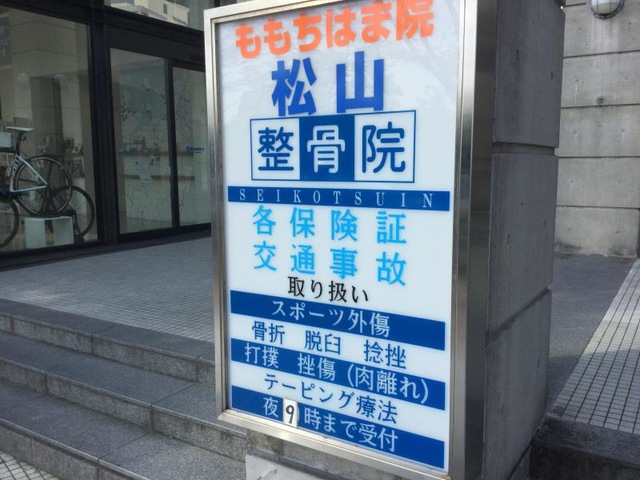 ももちはま院
松山
整骨院
SEIKOTSUIN
各保険証
交通事故
取り扱い
スポーツ外傷
骨折 脱臼 捻挫
打撲 挫傷(肉離れ)
テーピング療法
夜9時まで受付